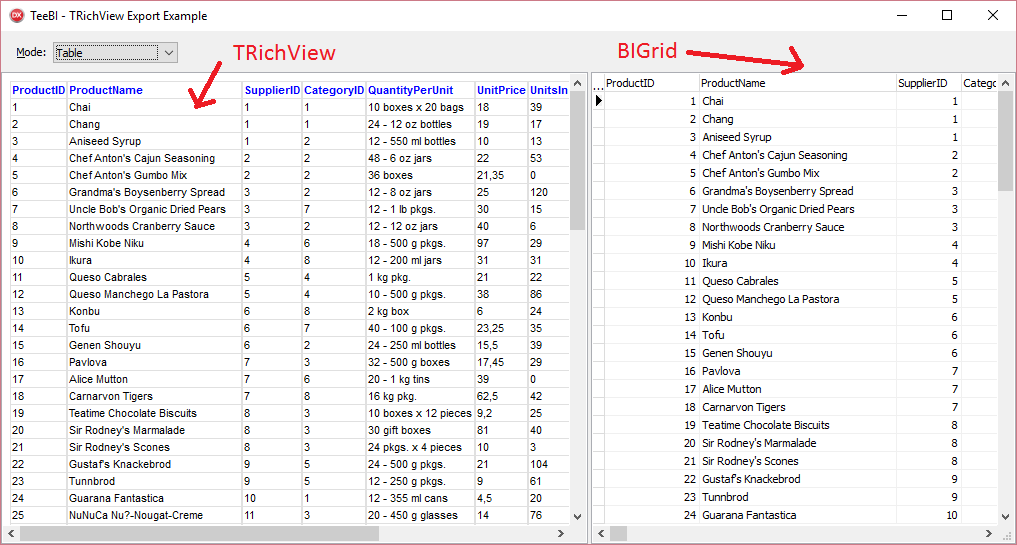 TeeBI - TRichView Export Example
Mode: Table
TRichView
BIGrid
ProductID ProductName SupplierID CategoryID QuantityPerUnit UnitPrice UnitsIn
1 Chai 1 1 10 boxes x 20 bags 18 39
2 Chang 1 1 24 - 12 oz bottles 19 17
3 Aniseed Syrup 1 2 12 - 550 ml bottles 10 13
4 Chef Anton's Cajun Seasoning 2 2 48 - 6 oz jars 22 53
5 Chef Anton's Gumbo Mix 2 2 36 boxes 21,35 0
6 Grandma's Boysenberry Spread 3 2 12 - 8 oz jars 25 120
7 Uncle Bob's Organic Dried Pears 3 7 12 - 1 lb pkgs. 30 15
8 Northwoods Cranberry Sauce 3 2 12 - 12 oz jars 40 6
9 Mishi Kobe Niku 4 6 18 - 500 g pkgs. 97 29
10 Ikura 4 8 12 - 200 ml jars 31 31
11 Queso Cabrales 5 4 1 kg pkg. 21 22
12 Queso Manchego La Pastora 5 4 10 - 500 g pkgs. 38 86
13 Konbu 6 8 2 kg box 6 24
14 Tofu 6 7 40 - 100 g pkgs. 23,25 35
15 Genen Shouyu 6 2 24 - 250 ml bottles 15,5 39
16 Pavlova 7 3 32 - 500 g boxes 17,45 29
17 Alice Mutton 7 6 20 - 1 kg tins 39 0
18 Carnarvon Tigers 7 8 16 kg pkg. 62,5 42
19 Teatime Chocolate Biscuits 8 3 10 boxes x 12 pieces 9,2 25
20 Sir Rodney's Marmalade 8 3 30 gift boxes 81 40
21 Sir Rodney's Scones 8 3 24 pkgs. x 4 pieces 10 3
22 Gustaf's Knackebrod 9 5 24 - 500 g pkgs. 21 104
23 Tunnbrod 9 5 12 - 250 g pkgs. 9 61
24 Guarana Fantastica 10 1 12 - 355 ml cans 4,5 20
25 NuNuCa Nu?-Nougat-Creme 11 3 20 - 450 g glasses 14 76
... ProductID ProductName SupplierID Catego
1 Chai 1
2 Chang 1
3 Aniseed Syrup 1
4 Chef Anton's Cajun Seasoning 2
5 Chef Anton's Gumbo Mix 2
6 Grandma's Boysenberry Spread 3
7 Uncle Bob's Organic Dried Pears 3
8 Northwoods Cranberry Sauce 3
9 Mishi Kobe Niku 4
10 Ikura 4
11 Queso Cabrales 5
12 Queso Manchego La Pastora 5
13 Konbu 6
14 Tofu 6
15 Genen Shouyu 6
16 Pavlova 7
17 Alice Mutton 7
18 Carnarvon Tigers 7
19 Teatime Chocolate Biscuits 8
20 Sir Rodney's Marmalade 8
21 Sir Rodney's Scones 8
22 Gustaf's Knackebrod 9
23 Tunnbrod 9
24 Guarana Fantastica 10